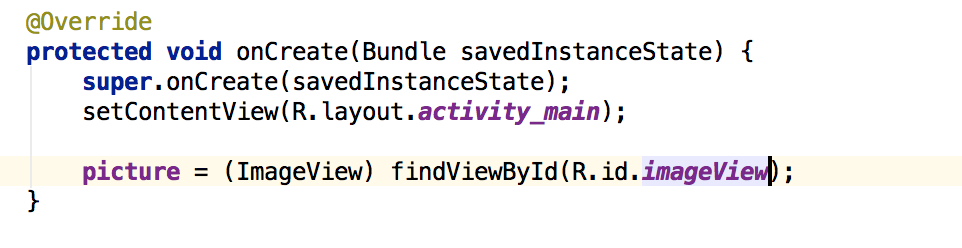 @Override
protected void onCreate(Bundle savedInstanceState) {
    super.onCreate(savedInstanceState);
    setContentView(R.layout.activity_main);
    picture = (ImageView) findViewById(R.id.imageView);
}